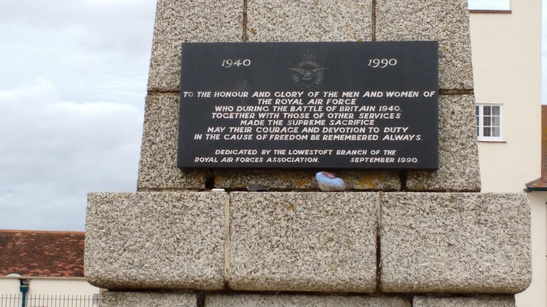 1940 1990
TO THE HONOUR AND GLORY OF THE MEN AND WOMEN OF
THE ROYAL AIR FORCE
WHO DURING THE BATTLE OF BRITAIN 1940,
TOGETHER WITH THOSE OF OTHER SERVICES
MADE THE SUPREME SACRIFICE
MAY THEIR COURAGE AND DEVOTION TO DUTY
IN THE CAUSE OF FREEDOM BE REMEMBERED ALWAYS.
DEDICATED BY THE LOWESTOFT BRANCH OF THE
ROYAL AIR FORCES ASSOCIATION. SEPTEMBER 1990